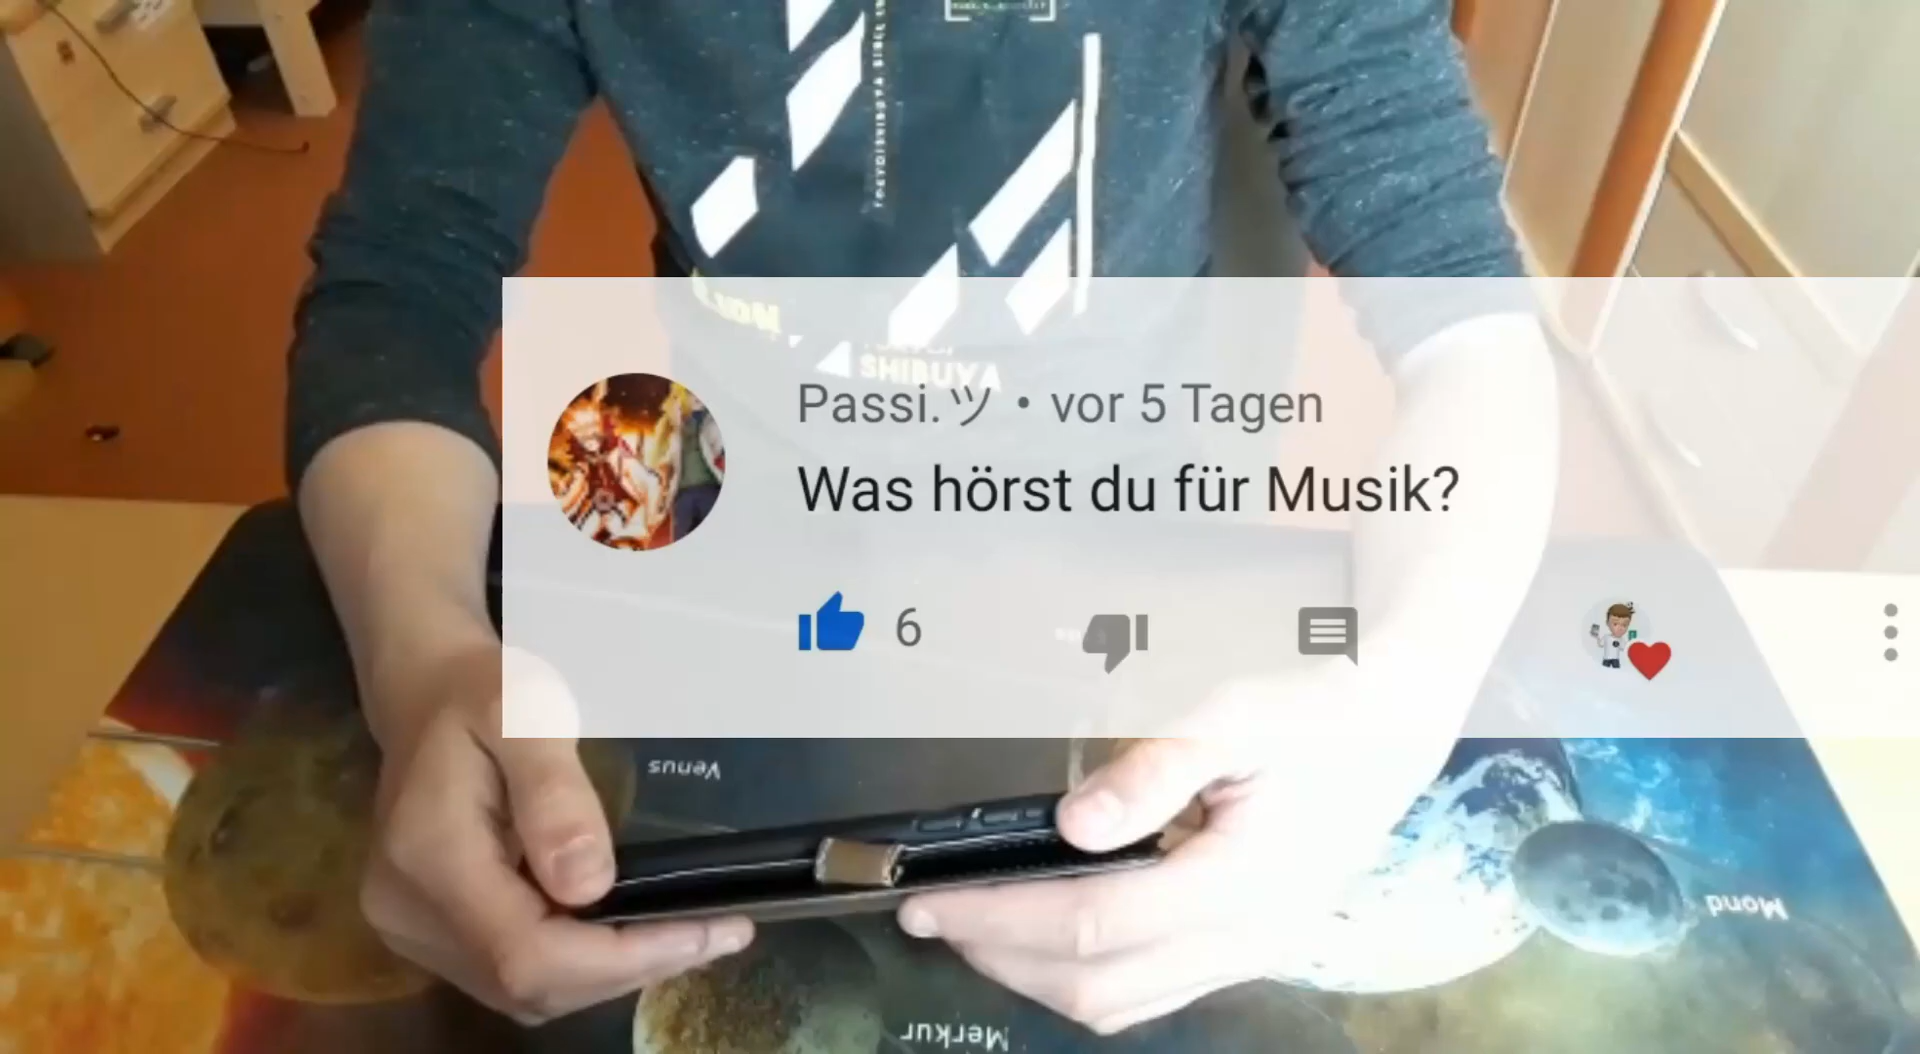 SHIBUYA
Passi.ツ • vor 5 Tagen
Was hörst du für Musik?
6
Venus
Mond
Merkur